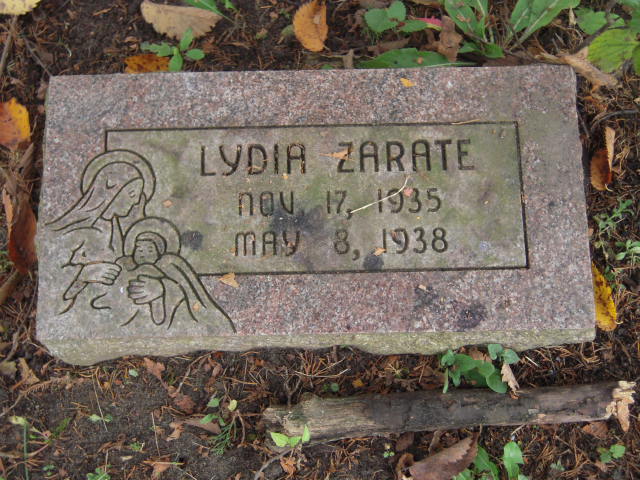 LYDIA ZARATE
NOV 17, 1935
MAY 8, 1938